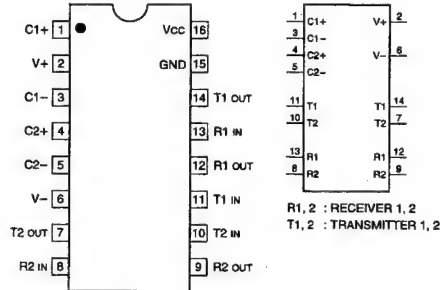 C1+ 1 Vcc 16
V+ 2 GND 15
C1- 3 14 T1 OUT
C2+ 4 13 R1 IN
C2- 5 12 R1 OUT
V- 6 11 T1 IN
T2 OUT 7 10 T2 IN
R2 IN 8 9 R2 OUT
1 C1+ V+ 2
3 C1-
4 C2+ V- 6
5 C2-
11 T1 T1 14
10 T2 T2 7
13 R1 R1 12
8 R2 R2 9
R1, 2 : RECEIVER 1, 2
T1, 2 : TRANSMITTER 1, 2